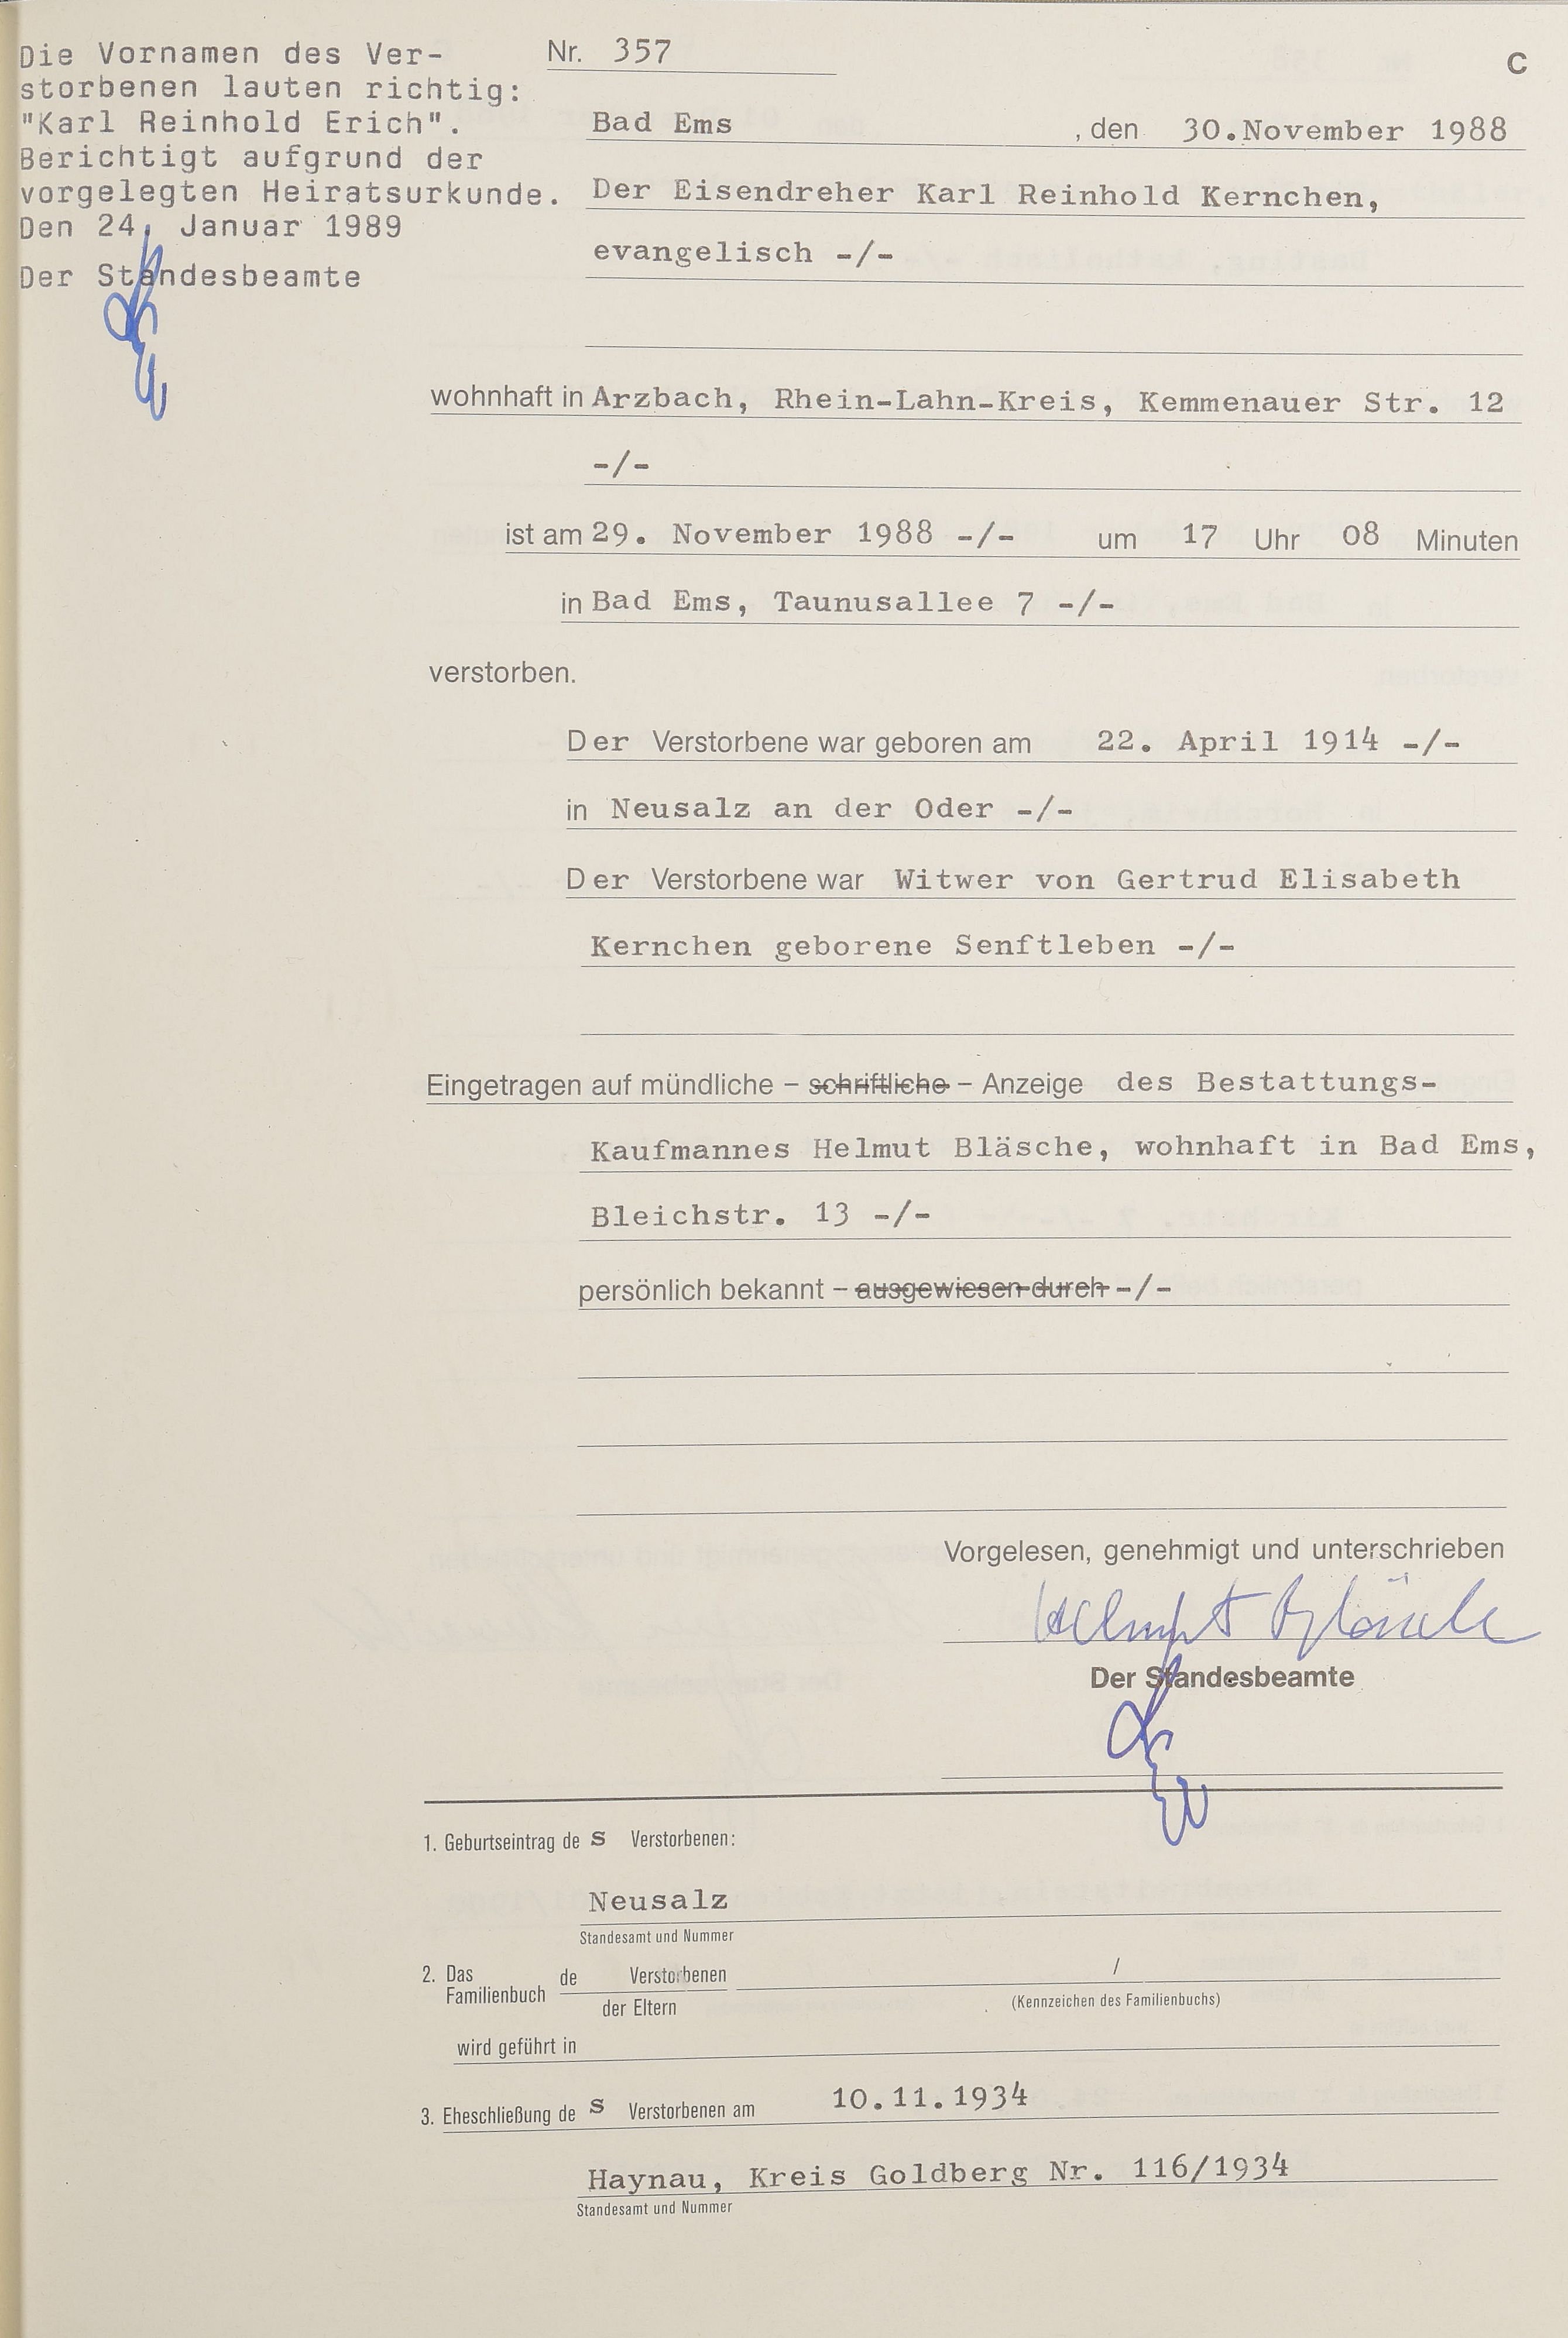 Die Vornamen des Ver-
storbenen lauten richtig:
"Karl Reinhold Erich".
Berichtigt aufgrund der
vorgelegten Heiratsurkunde.
Den 24. Januar 1989
Der Standesbeamte
Nr. 357
C
Bad Ems , den 30.November 1988
Der Eisendreher Karl Reinhold Kernchen,
evangelisch -/-
wohnhaft in Arzbach, Rhein-Lahn-Kreis, Kemmenauer Str. 12
-/-
ist am 29. November 1988 -/- um 17 Uhr 08 Minuten
in Bad Ems, Taunusallee 7 -/-
verstorben.
Der Verstorbene war geboren am 22. April 1914 -/-
in Neusalz an der Oder -/-
Der Verstorbene war Witwer von Gertrud Elisabeth
Kernchen geborene Senftleben -/-
Eingetragen auf mündliche – schriftliche – Anzeige des Bestattungs-
Kaufmannes Helmut Bläsche, wohnhaft in Bad Ems,
Bleichstr. 13 -/-
persönlich bekannt – ausgewiesen durch -/-
Vorgelesen, genehmigt und unterschrieben
Helmut Bläsche
Der Standesbeamte
1. Geburtseintrag de s Verstorbenen:
Neusalz
Standesamt und Nummer
2. Das Familienbuch de Verstorbenen /
der Eltern (Kennzeichen des Familienbuchs)
wird geführt in
3. Eheschließung de s Verstorbenen am 10.11.1934
Haynau, Kreis Goldberg Nr. 116/1934
Standesamt und Nummer